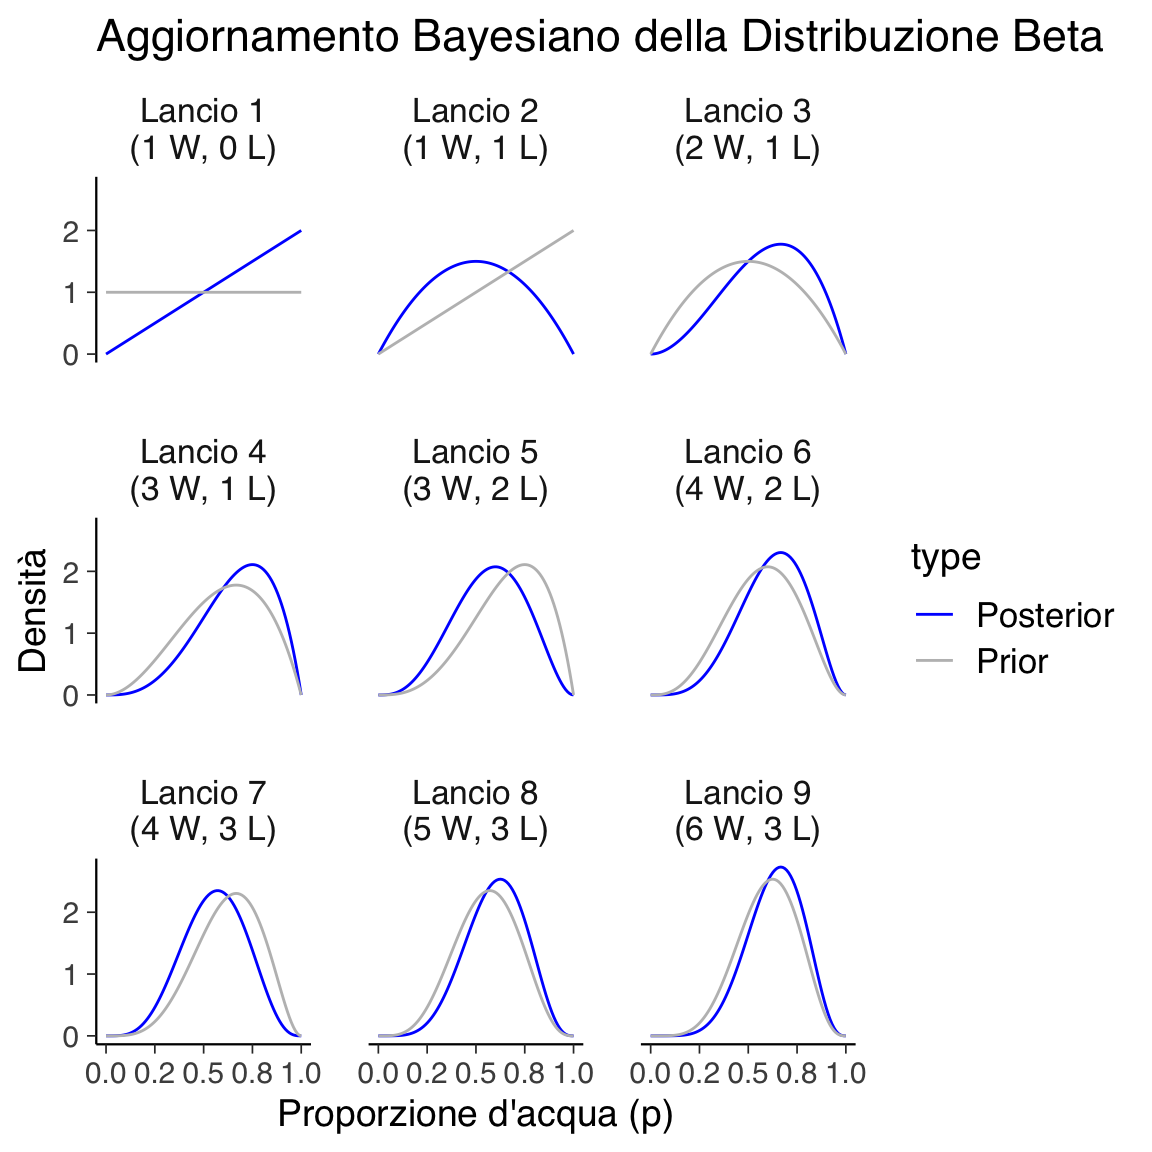 Aggiornamento Bayesiano della Distribuzione Beta
Lancio 1
(1 W, 0 L)
Lancio 2
(1 W, 1 L)
Lancio 3
(2 W, 1 L)
2
1
0
Lancio 4
(3 W, 1 L)
Lancio 5
(3 W, 2 L)
Lancio 6
(4 W, 2 L)
2
1
0
Densità
Lancio 7
(4 W, 3 L)
Lancio 8
(5 W, 3 L)
Lancio 9
(6 W, 3 L)
2
1
0
0.0 0.2 0.5 0.8 1.0
0.0 0.2 0.5 0.8 1.0
0.0 0.2 0.5 0.8 1.0
Proporzione d'acqua (p)
type
Posterior
Prior